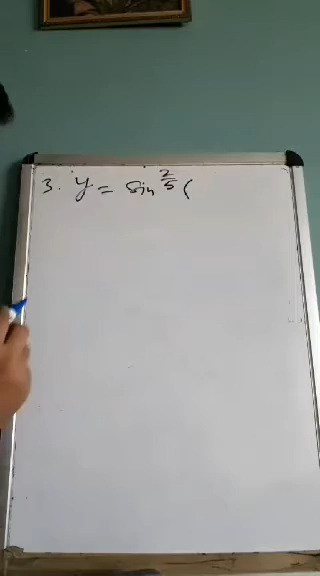 3. y = sin^{2/5} (